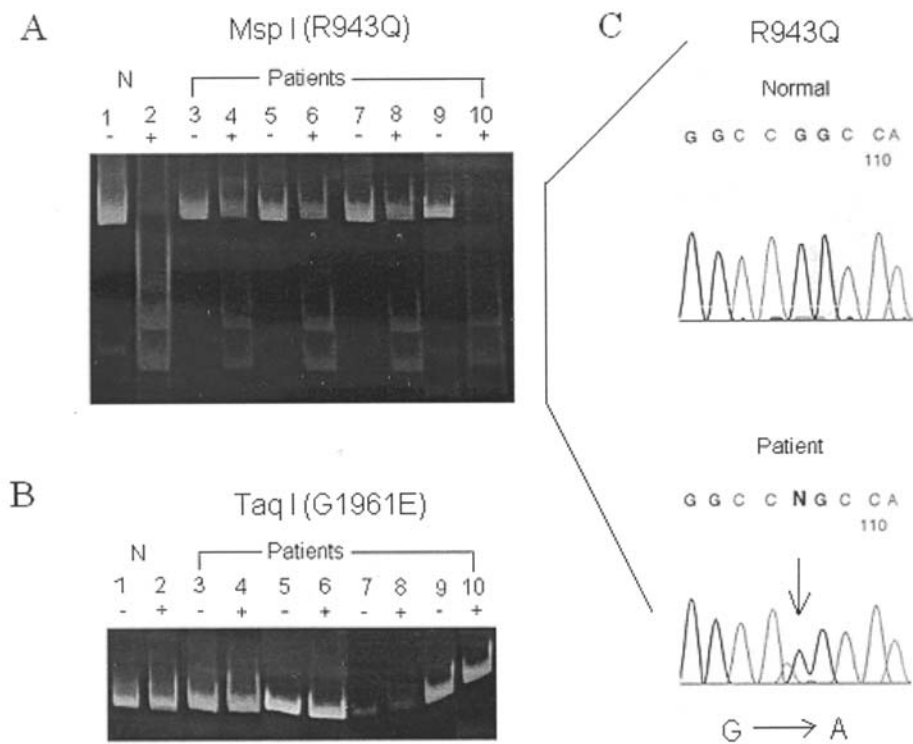 A
Msp I (R943Q)
N
Patients
1 2 3 4 5 6 7 8 9 10
- + - + - + - + - +
B
Taq I (G1961E)
N
Patients
1 2 3 4 5 6 7 8 9 10
- + - + - + - + - +
C
R943Q
Normal
G G C C G G C C A
110
Patient
G G C C N G C C A
110
G → A